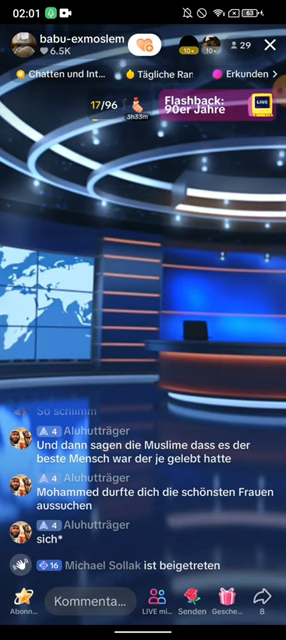 02:01
63
babu-exmoslem
6.5K
10+
10+
29
Chatten und Int...
Tägliche Ran
Erkunden
17/96
3h33m
Flashback:
90er Jahre
LIVE
So schlimm
4 Aluhutträger
Und dann sagen die Muslime dass es der
beste Mensch war der je gelebt hatte
4 Aluhutträger
Mohammed durfte dich die schönsten Frauen
aussuchen
4 Aluhutträger
sich*
16 Michael Sollak ist beigetreten
Abonn...
Kommenta...
LIVE mi...
Senden
Gesche...
8